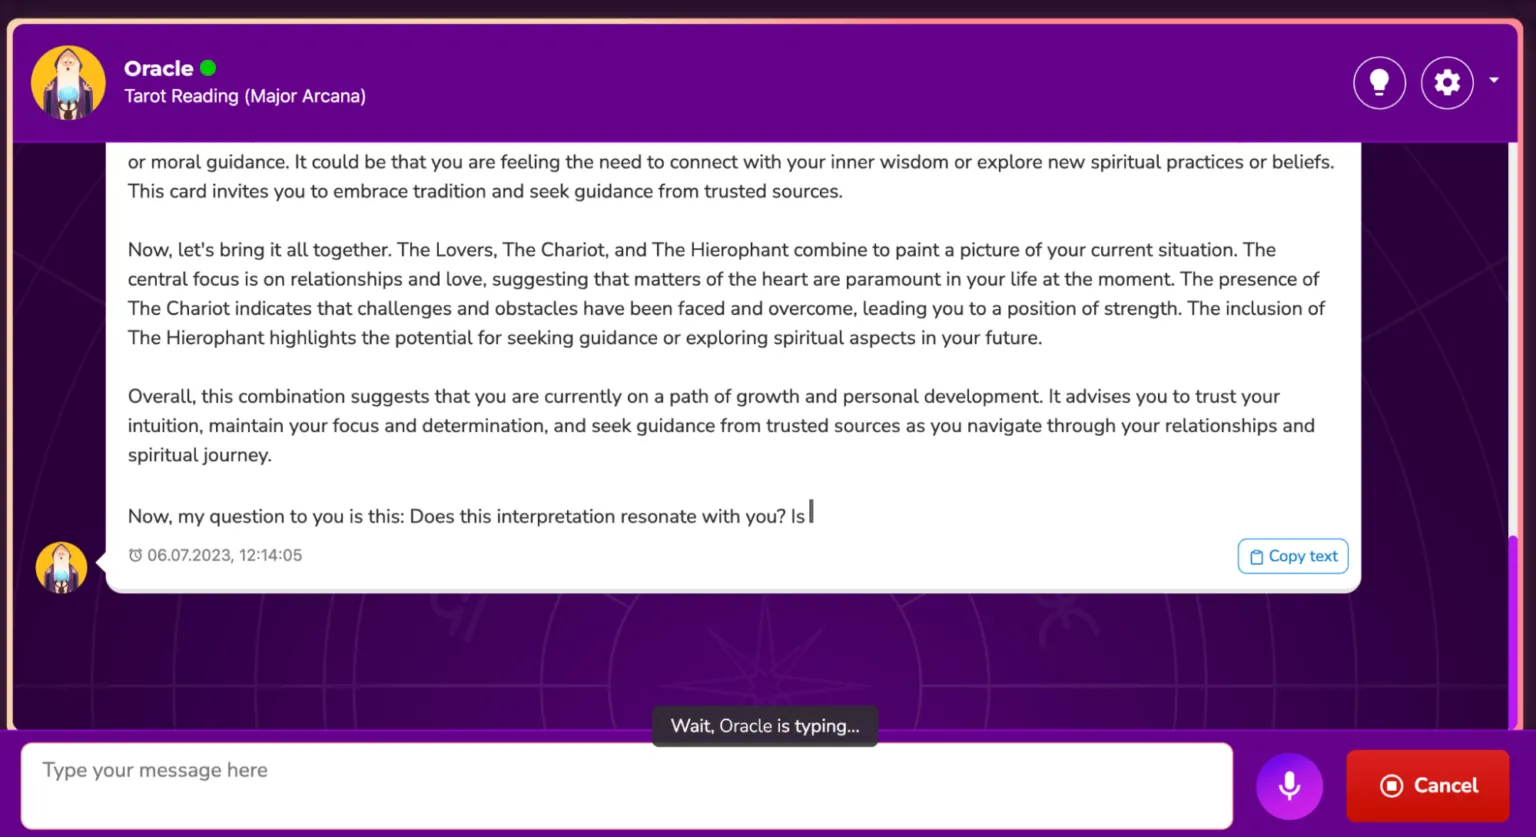 Oracle
Tarot Reading (Major Arcana)
or moral guidance. It could be that you are feeling the need to connect with your inner wisdom or explore new spiritual practices or beliefs.
This card invites you to embrace tradition and seek guidance from trusted sources.
Now, let's bring it all together. The Lovers, The Chariot, and The Hierophant combine to paint a picture of your current situation. The
central focus is on relationships and love, suggesting that matters of the heart are paramount in your life at the moment. The presence of
The Chariot indicates that challenges and obstacles have been faced and overcome, leading you to a position of strength. The inclusion of
The Hierophant highlights the potential for seeking guidance or exploring spiritual aspects in your future.
Overall, this combination suggests that you are currently on a path of growth and personal development. It advises you to trust your
intuition, maintain your focus and determination, and seek guidance from trusted sources as you navigate through your relationships and
spiritual journey.
Now, my question to you is this: Does this interpretation resonate with you? Is
06.07.2023, 12:14:05
Copy text
Wait, Oracle is typing...
Type your message here
Cancel